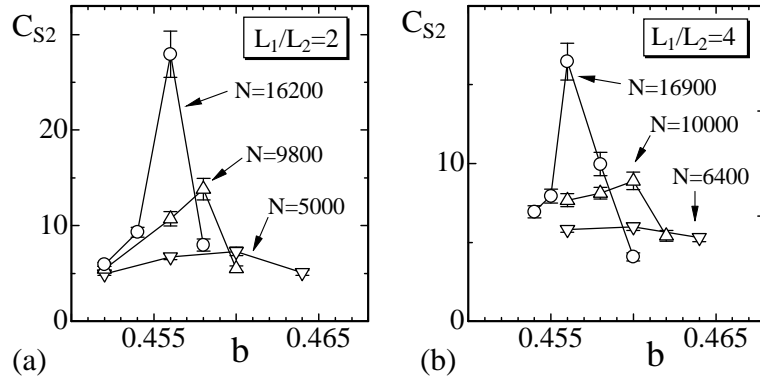 C_S2
L_1/L_2=2
N=16200
N=9800
N=5000
20
10
0
0.455
0.465
b
(a)
C_S2
L_1/L_2=4
N=16900
N=10000
N=6400
10
0
0.455
0.465
b
(b)